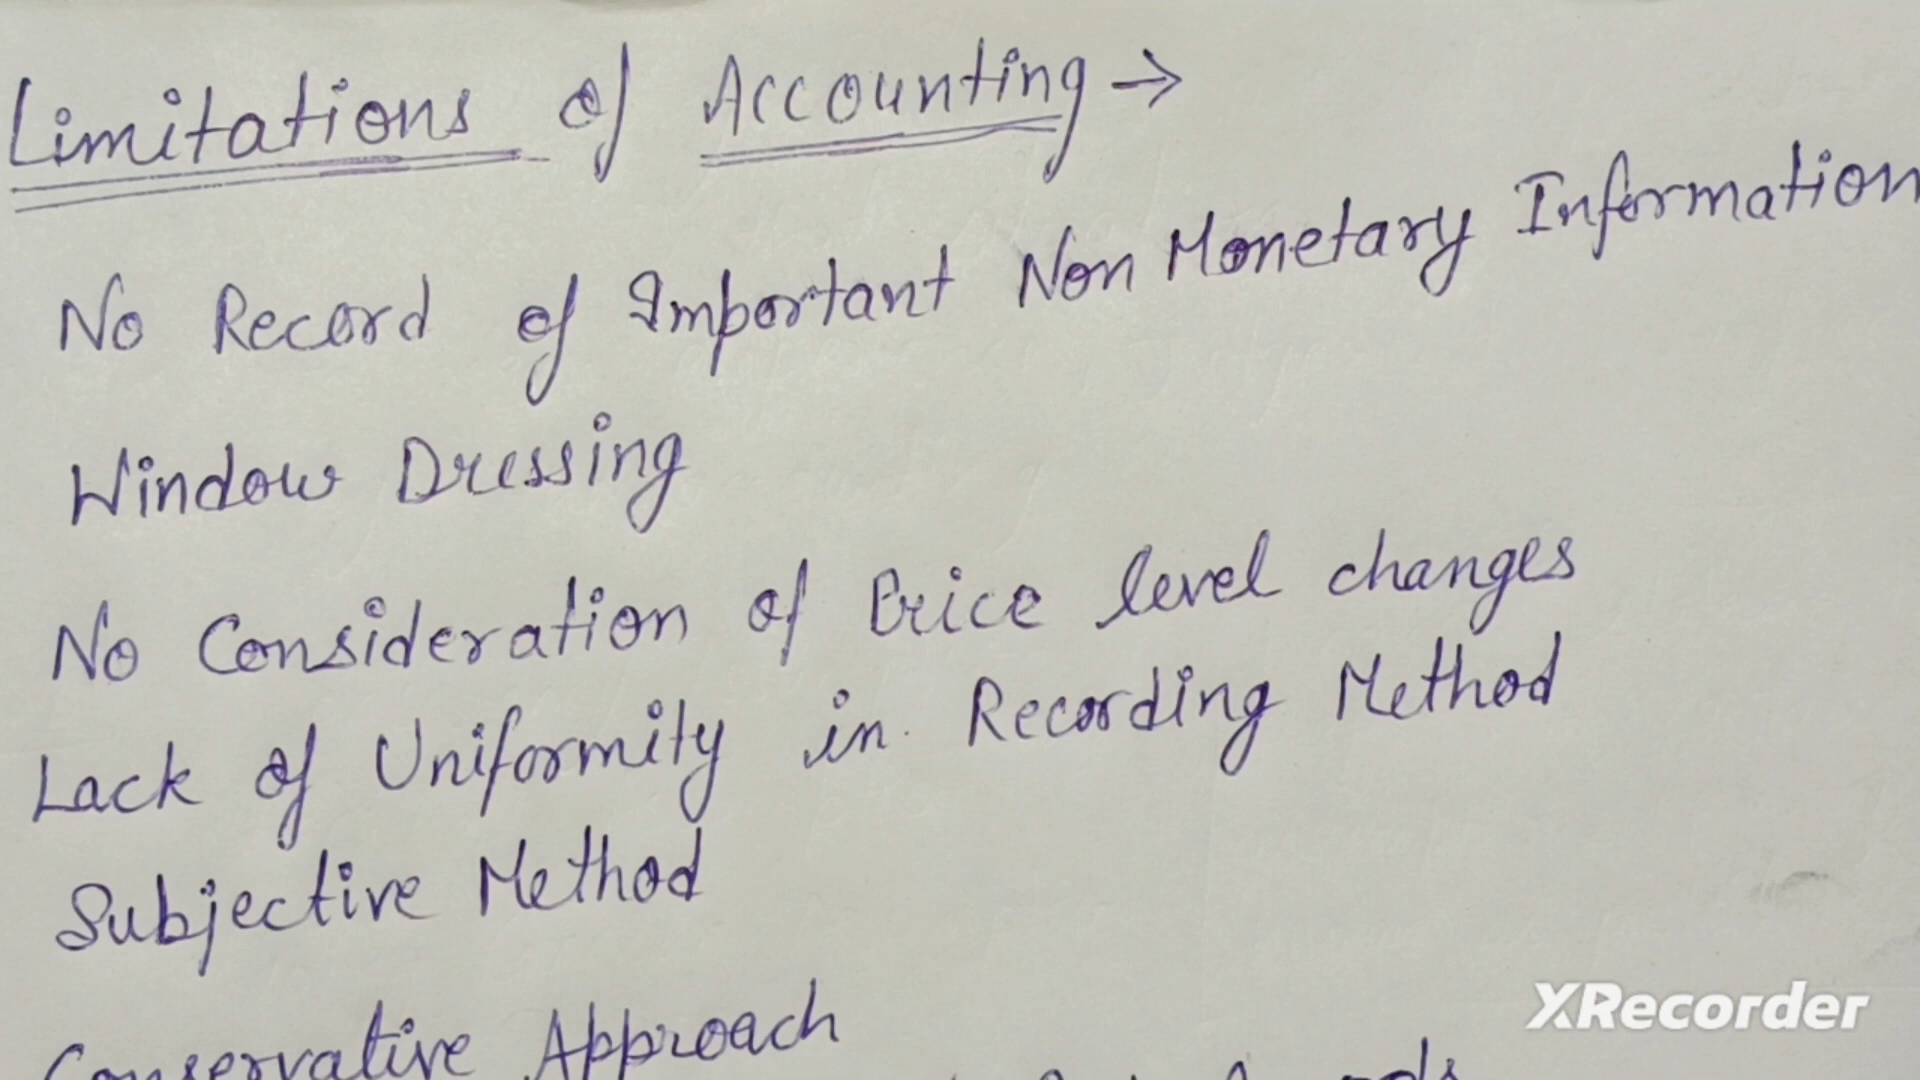 Limitations of Accounting →
No Record of Important Non Monetary Information
Window Dressing
No Consideration of Price level changes
Lack of Uniformity in Recording Method
Subjective Method
Conservative Approach
XRecorder